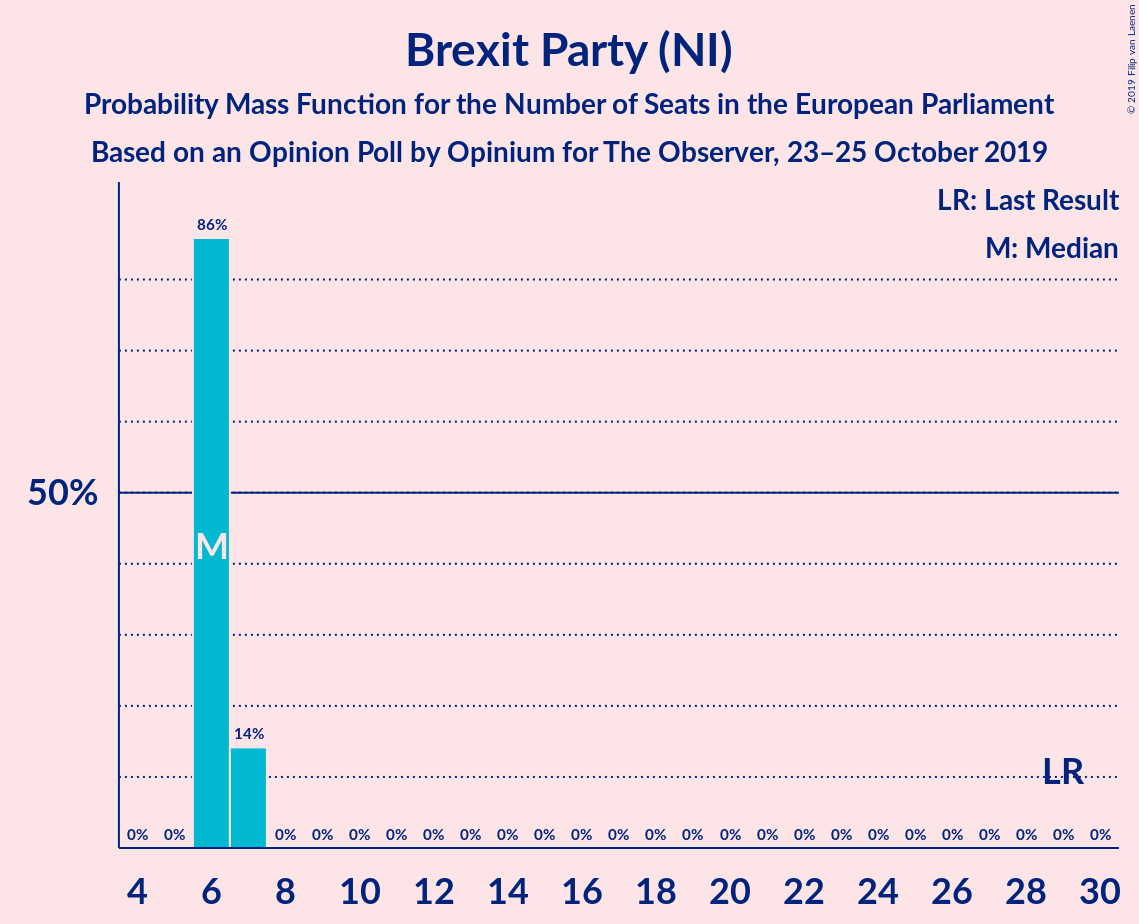 Brexit Party (NI)
Probability Mass Function for the Number of Seats in the European Parliament
Based on an Opinion Poll by Opinium for The Observer, 23–25 October 2019
© 2019 Filip van Laenen
LR: Last Result
M: Median
86%
50%
M
14%
LR
0% 0% 0% 0% 0% 0% 0% 0% 0% 0% 0% 0% 0% 0% 0% 0% 0% 0% 0% 0% 0% 0% 0% 0% 0%
4 6 8 10 12 14 16 18 20 22 24 26 28 30